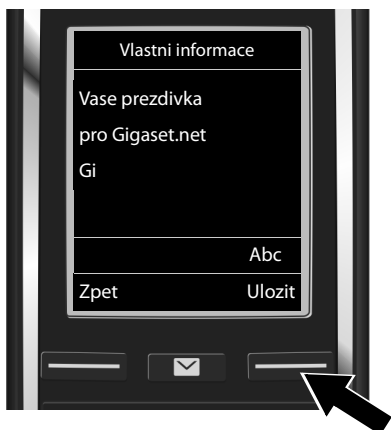 Vlastni informace
Vase prezdivka
pro Gigaset.net
Gi
Abc
Zpet Ulozit